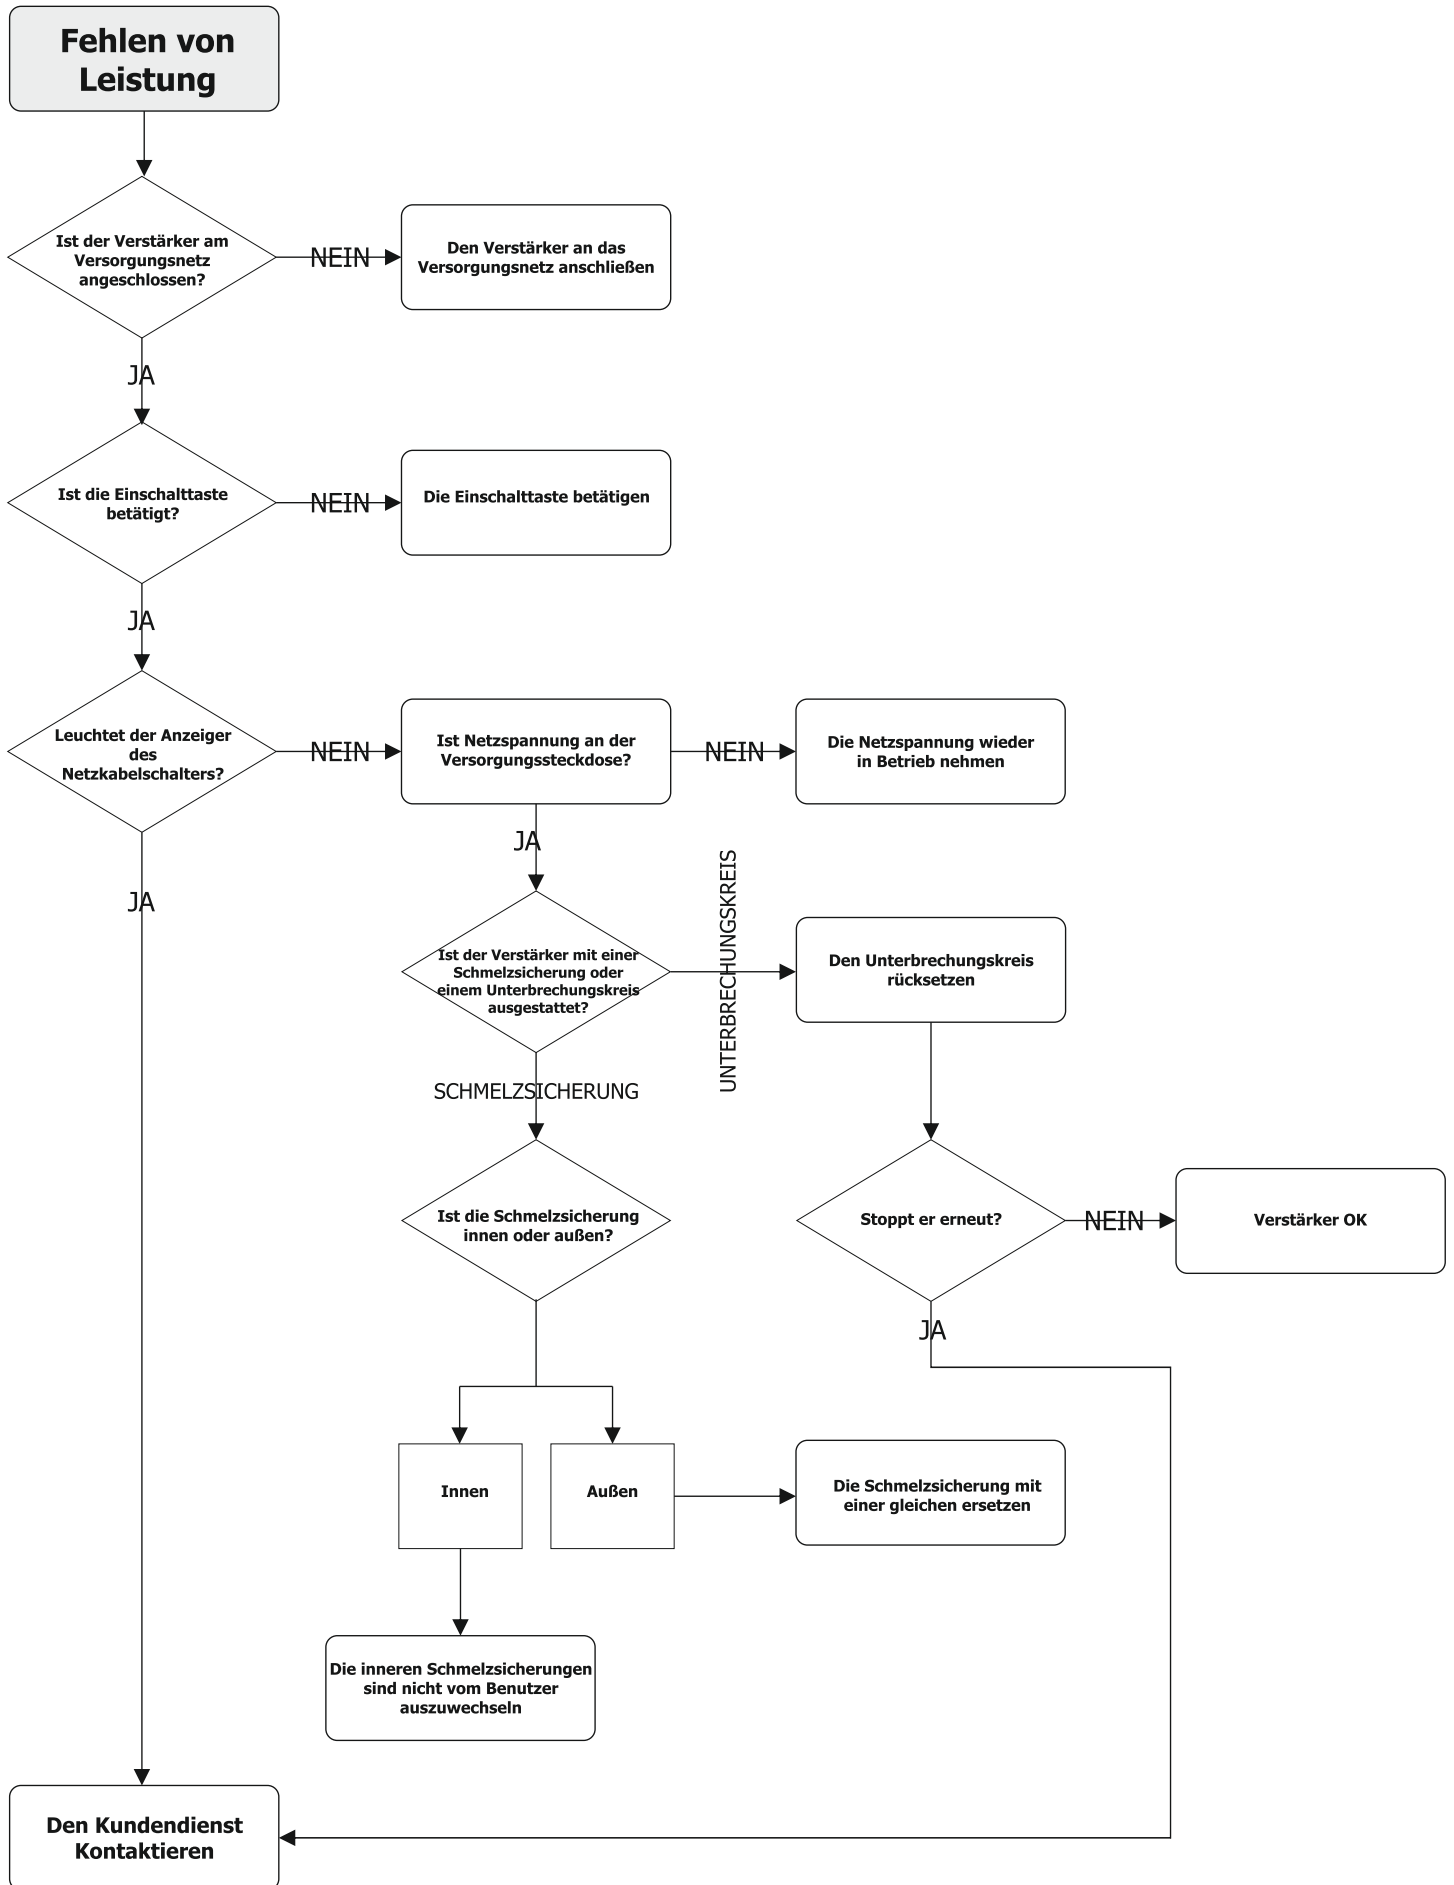 Fehlen von
Leistung
Ist der Verstärker am
Versorgungsnetz
angeschlossen?
NEIN
Den Verstärker an das
Versorgungsnetz anschließen
JA
Ist die Einschalttaste
betätigt?
NEIN
Die Einschalttaste betätigen
JA
Leuchtet der Anzeiger
des
Netzkabelschalters?
NEIN
Ist Netzspannung an der
Versorgungssteckdose?
NEIN
Die Netzspannung wieder
in Betrieb nehmen
JA
JA
Ist der Verstärker mit einer
Schmelzsicherung oder
einem Unterbrechungskreis
ausgestattet?
UNTERBRECHUNGSKREIS
Den Unterbrechungskreis
rücksetzen
SCHMELZSICHERUNG
Ist die Schmelzsicherung
innen oder außen?
Stoppt er erneut?
NEIN
Verstärker OK
JA
Innen
Außen
Die Schmelzsicherung mit
einer gleichen ersetzen
Die inneren Schmelzsicherungen
sind nicht vom Benutzer
auszuwechseln
Den Kundendienst
Kontaktieren